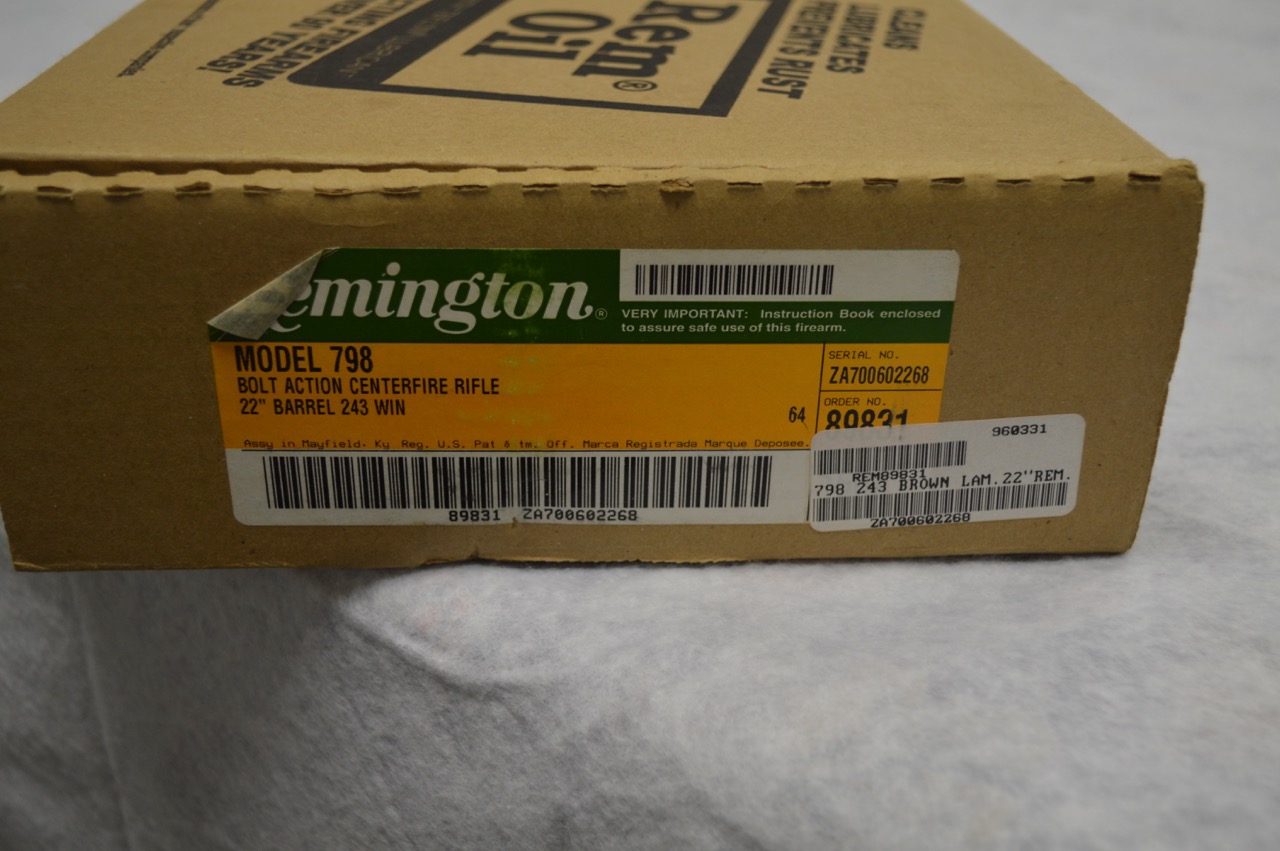 CLEANS
LUBRICATES
PREVENTS RUST
Rem®
Oil
FIREARMS
YEARS!
emington®
VERY IMPORTANT: Instruction Book enclosed
to assure safe use of this firearm.
MODEL 798
BOLT ACTION CENTERFIRE RIFLE
22" BARREL 243 WIN
64
SERIAL NO.
ZA700602268
ORDER NO.
89831
Assy in Mayfield, Ky Reg. U.S. Pat & tm. Off. Marca Registrada Marque Deposee.
89831 ZA700602268
960331
REM89831
798 243 BROWN LAM.22"REM.
ZA700602268